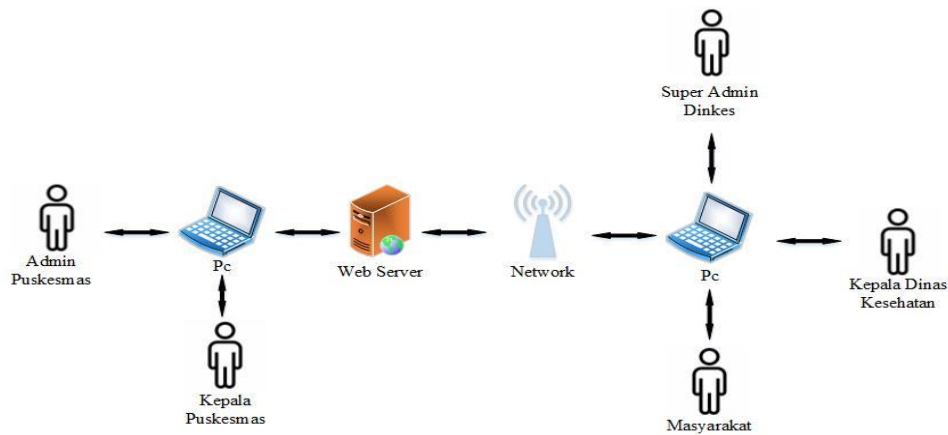 Super Admin
Dinkes
Admin
Puskesmas
Pc
Web Server
Network
Pc
Kepala Dinas
Kesehatan
Kepala
Puskesmas
Masyarakat